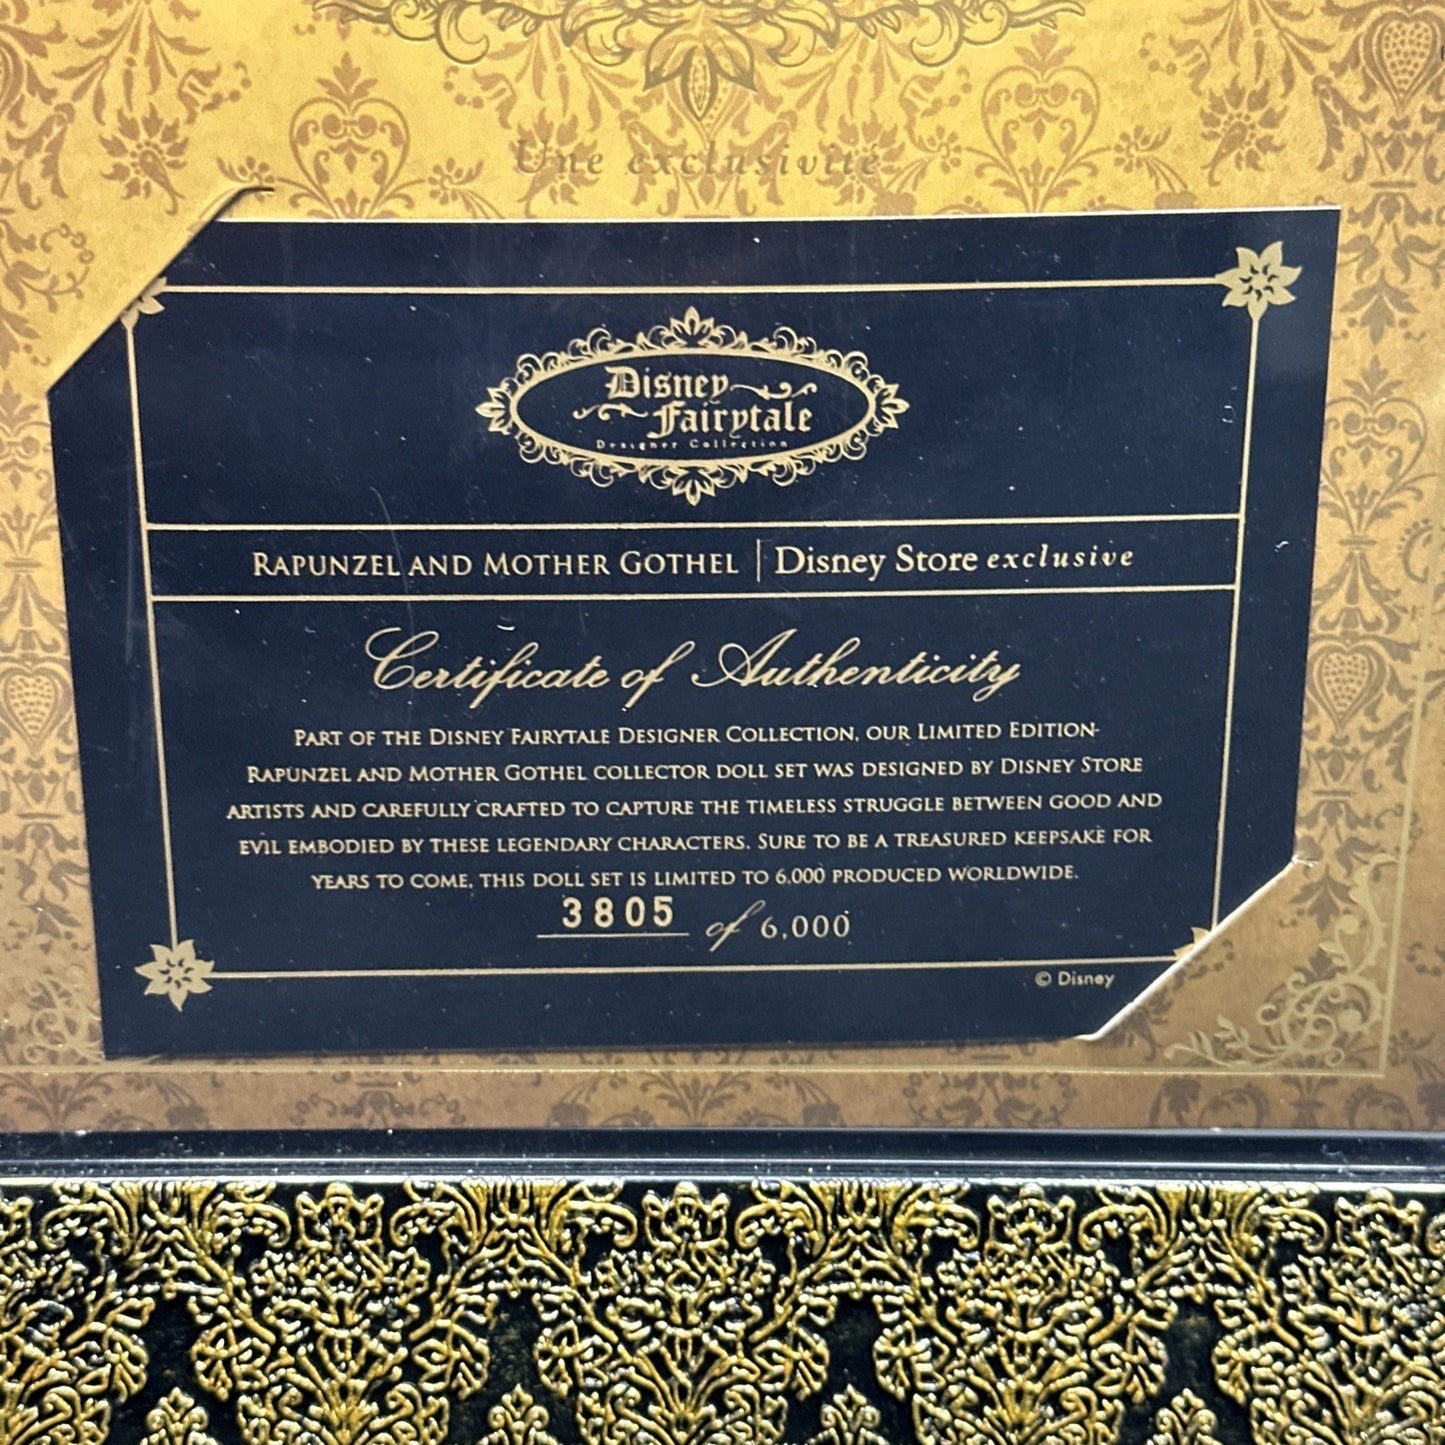 Une exclusivité
Disney
Fairytale
Designer Collection
RAPUNZEL AND MOTHER GOTHEL | Disney Store exclusive
Certificate of Authenticity
PART OF THE DISNEY FAIRYTALE DESIGNER COLLECTION, OUR LIMITED EDITION
RAPUNZEL AND MOTHER GOTHEL COLLECTOR DOLL SET WAS DESIGNED BY DISNEY STORE
ARTISTS AND CAREFULLY CRAFTED TO CAPTURE THE TIMELESS STRUGGLE BETWEEN GOOD AND
EVIL EMBODIED BY THESE LEGENDARY CHARACTERS. SURE TO BE A TREASURED KEEPSAKE FOR
YEARS TO COME, THIS DOLL SET IS LIMITED TO 6,000 PRODUCED WORLDWIDE.
3805 of 6,000
© Disney